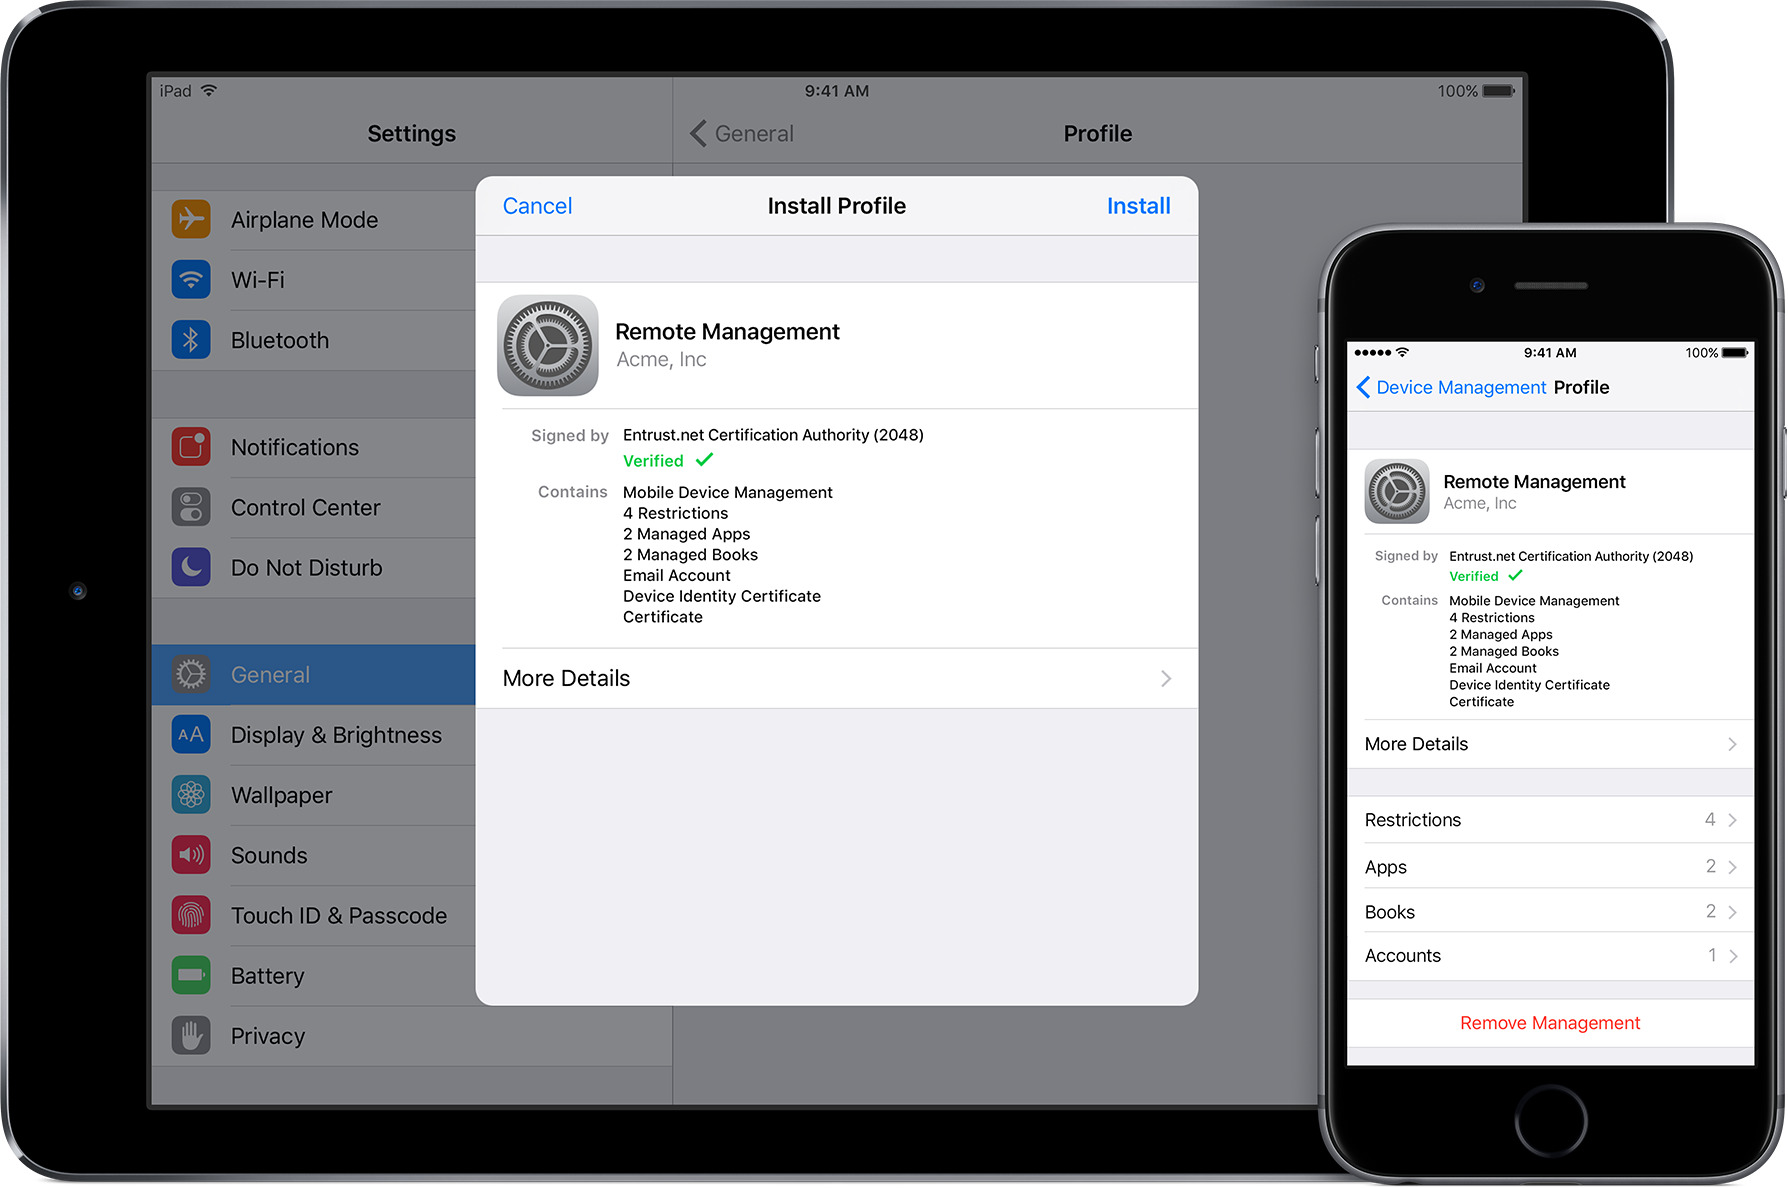 iPad 9:41 AM 100%
Settings
General Profile
Airplane Mode
Wi-Fi
Bluetooth
Notifications
Control Center
Do Not Disturb
General
AA Display & Brightness
Wallpaper
Sounds
Touch ID & Passcode
Battery
Privacy
Cancel Install Profile Install
Remote Management
Acme, Inc
Signed by Entrust.net Certification Authority (2048)
Verified
Contains Mobile Device Management
4 Restrictions
2 Managed Apps
2 Managed Books
Email Account
Device Identity Certificate
Certificate
More Details
9:41 AM 100%
Device Management Profile
Remote Management
Acme, Inc
Signed by Entrust.net Certification Authority (2048)
Verified
Contains Mobile Device Management
4 Restrictions
2 Managed Apps
2 Managed Books
Email Account
Device Identity Certificate
Certificate
More Details
Restrictions 4
Apps 2
Books 2
Accounts 1
Remove Management